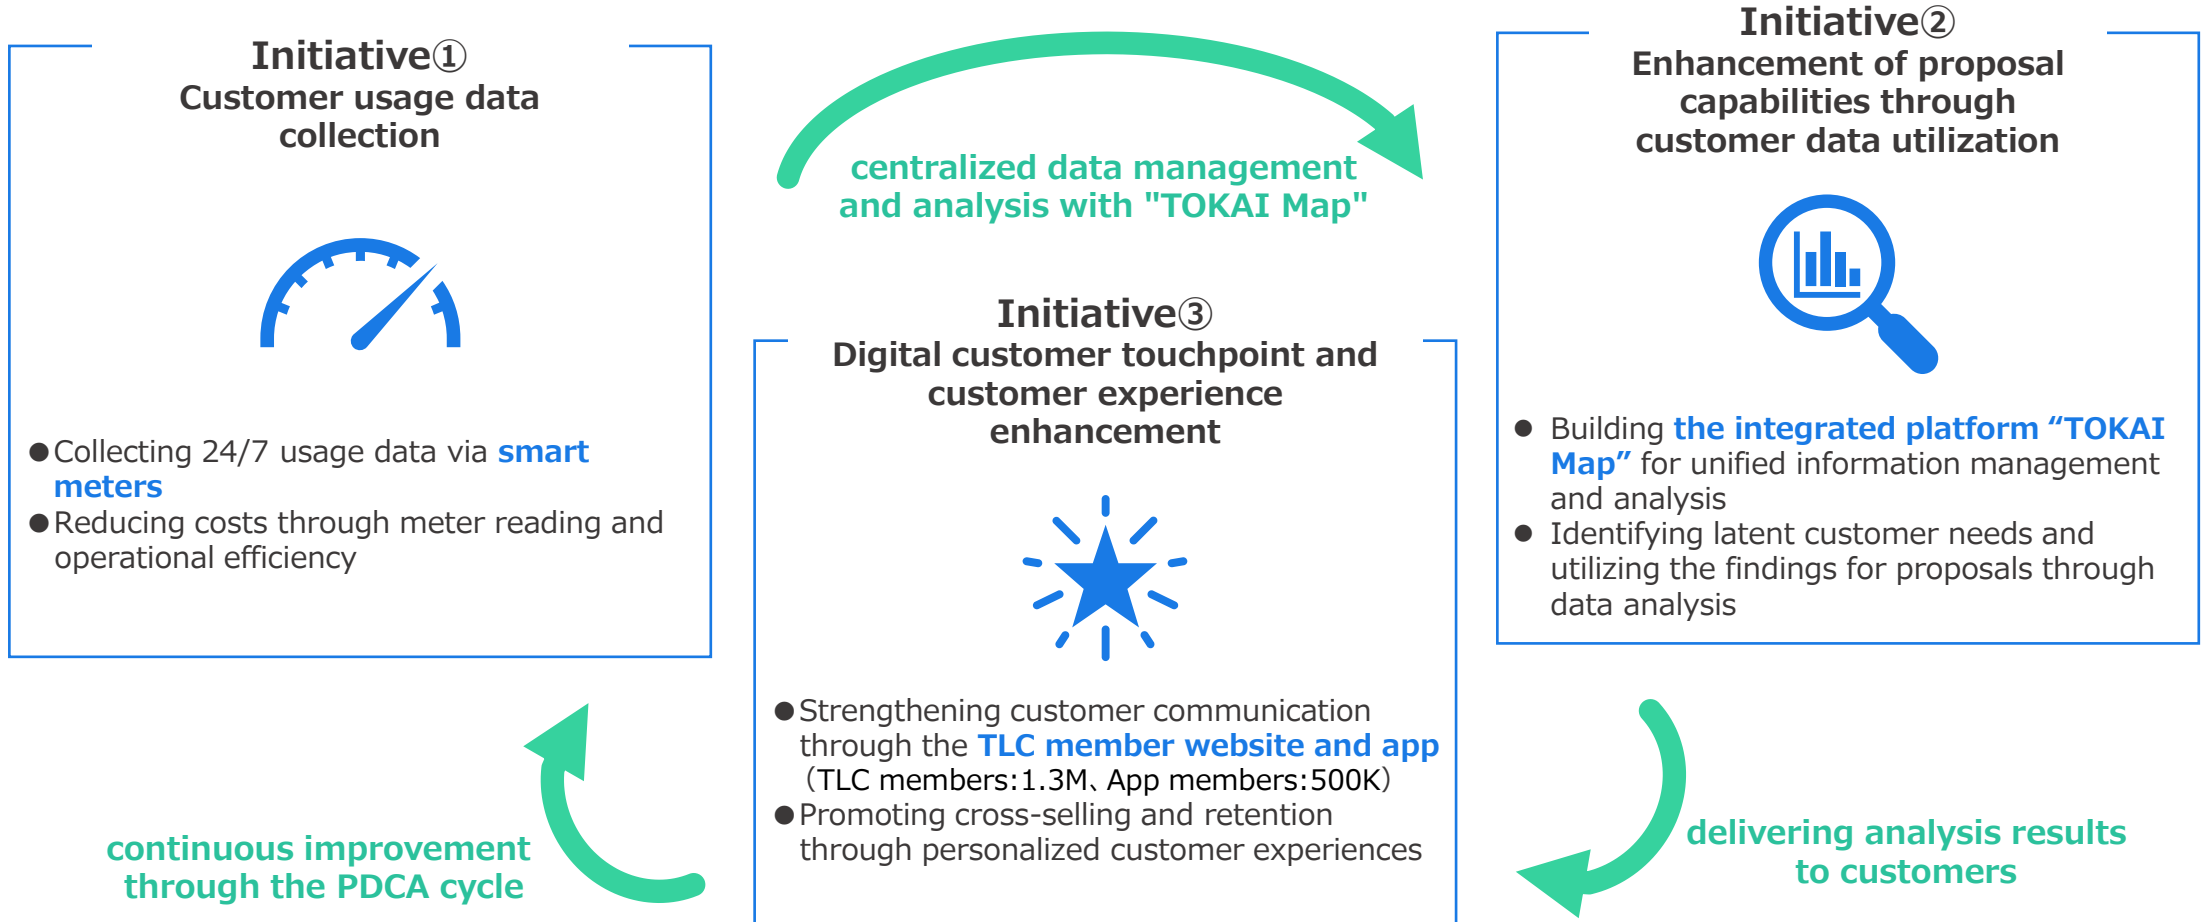 Initiative①
Customer usage data
collection
●Collecting 24/7 usage data via smart
meters
●Reducing costs through meter reading and
operational efficiency
centralized data management
and analysis with "TOKAI Map"
Initiative②
Enhancement of proposal
capabilities through
customer data utilization
● Building the integrated platform “TOKAI
Map” for unified information management
and analysis
● Identifying latent customer needs and
utilizing the findings for proposals through
data analysis
Initiative③
Digital customer touchpoint and
customer experience
enhancement
●Strengthening customer communication
through the TLC member website and app
（TLC members:1.3M、App members:500K）
●Promoting cross-selling and retention
through personalized customer experiences
delivering analysis results
to customers
continuous improvement
through the PDCA cycle